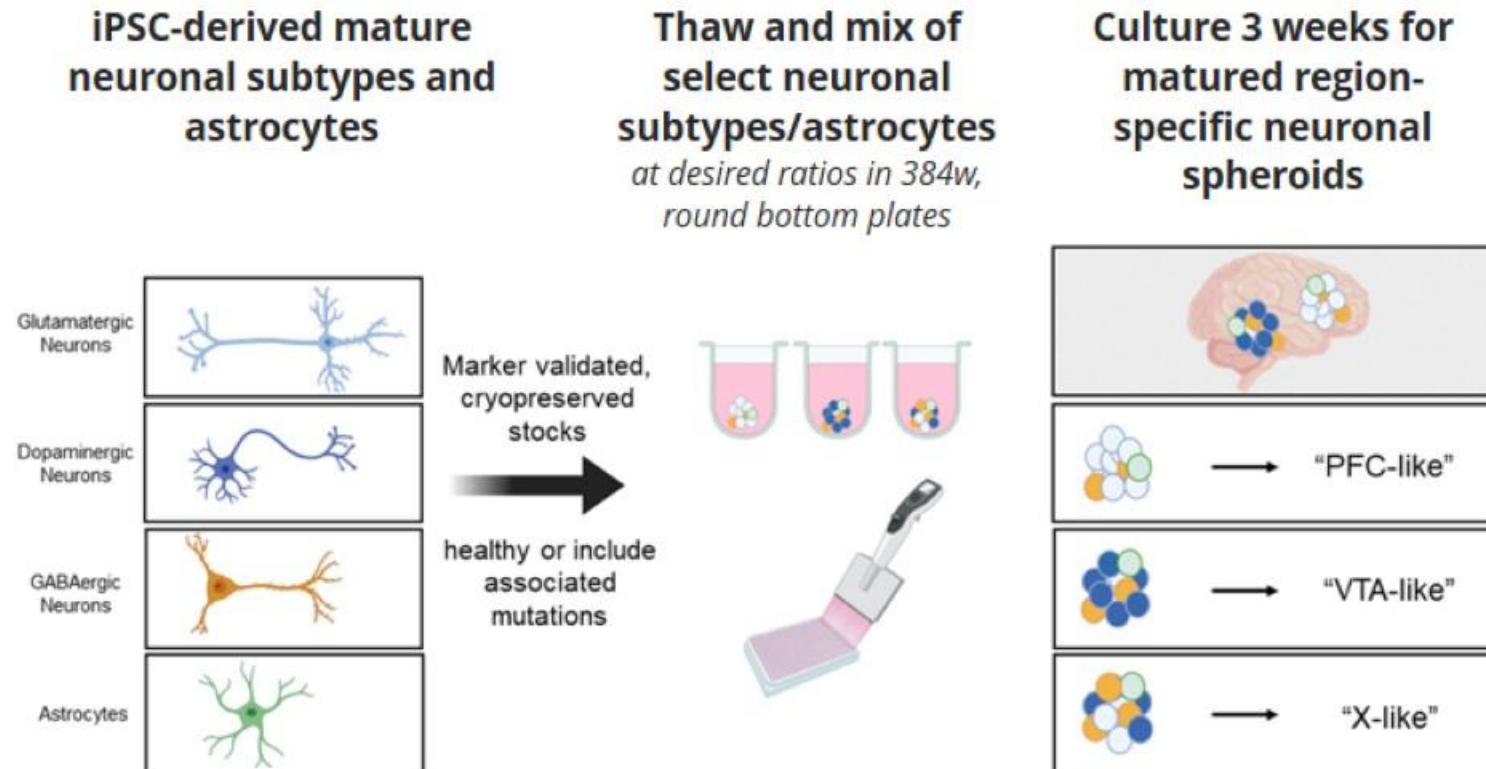 iPSC-derived mature
neuronal subtypes and
astrocytes
Thaw and mix of
select neuronal
subtypes/astrocytes
at desired ratios in 384w,
round bottom plates
Culture 3 weeks for
matured region-
specific neuronal
spheroids
Glutamatergic
Neurons
Dopaminergic
Neurons
GABAergic
Neurons
Astrocytes
Marker validated,
cryopreserved
stocks
healthy or include
associated
mutations
“PFC-like”
“VTA-like”
“X-like”